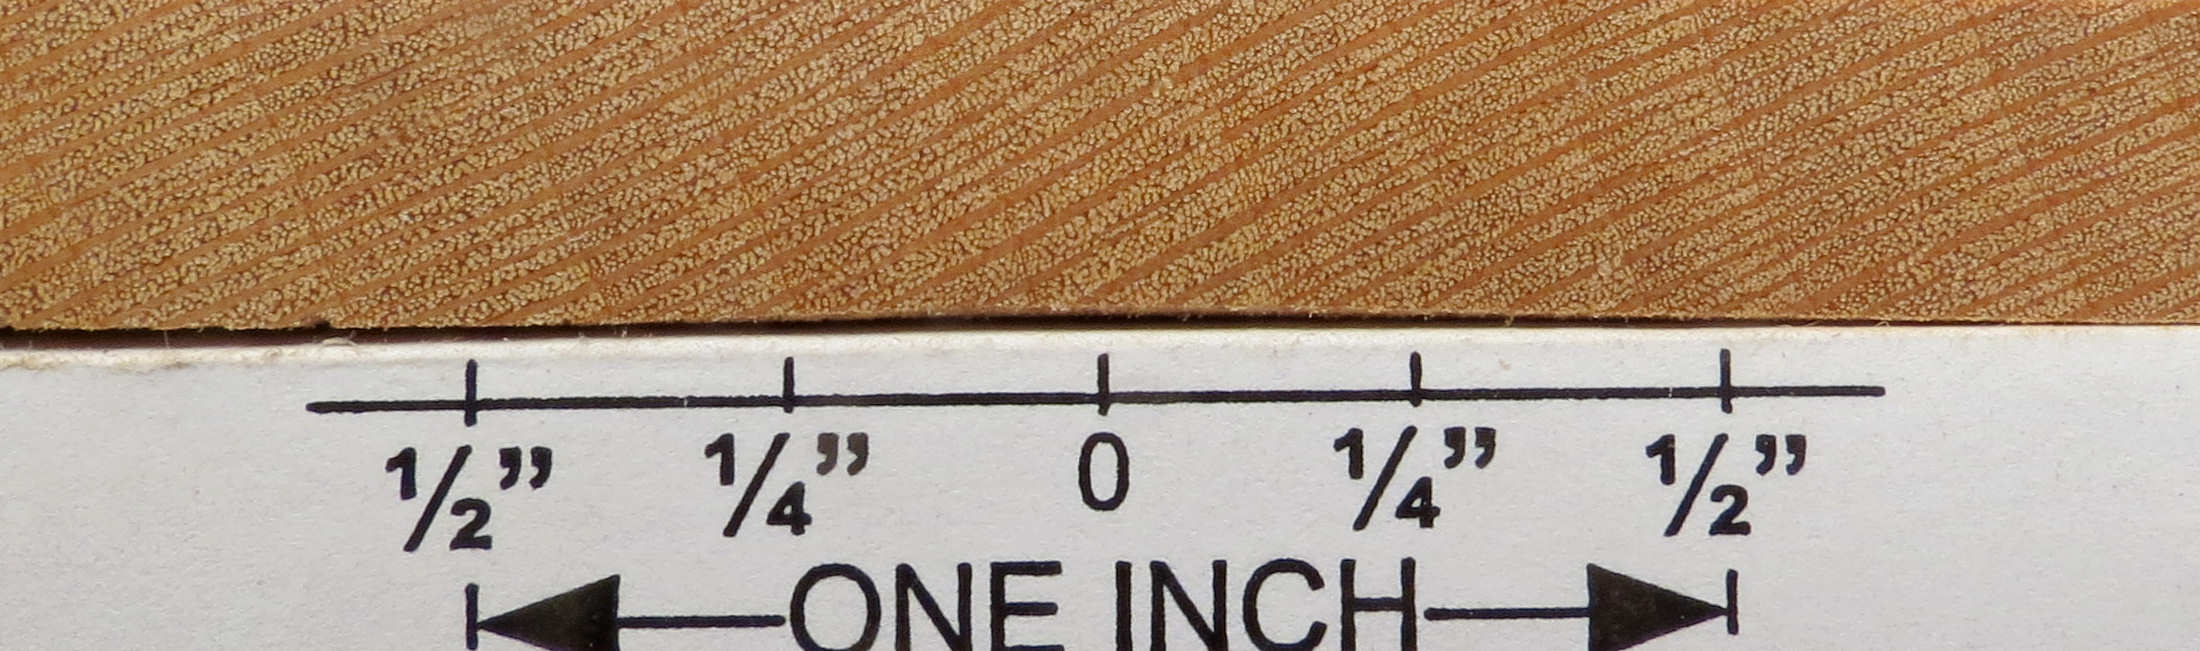 ½” ¼” 0 ¼” ½”
ONE INCH